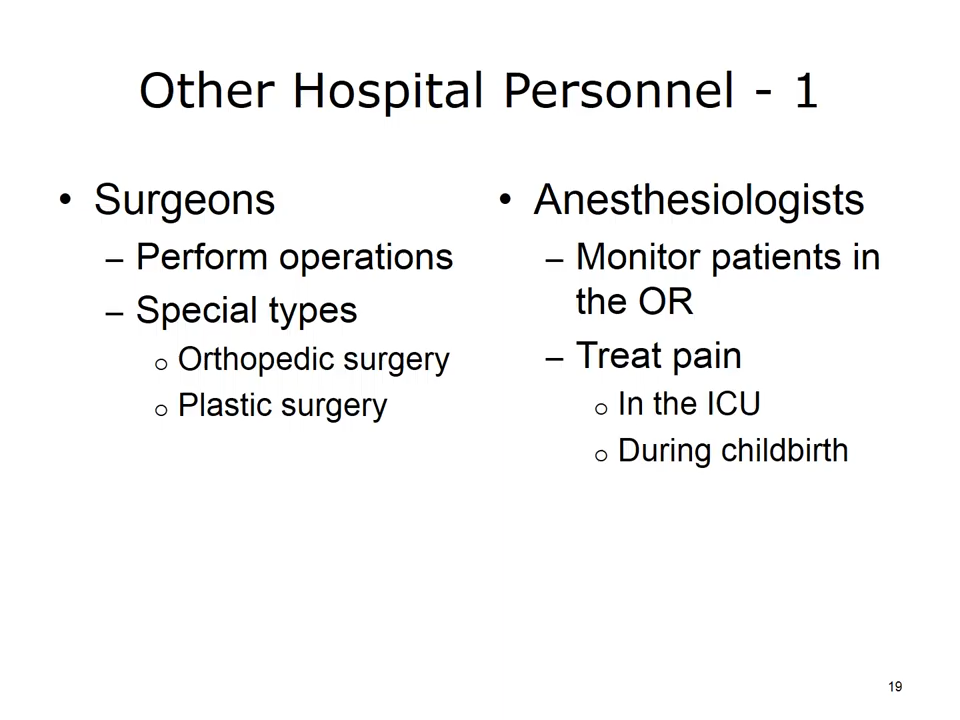 Other Hospital Personnel - 1
• Surgeons
– Perform operations
– Special types
o Orthopedic surgery
o Plastic surgery
• Anesthesiologists
– Monitor patients in
the OR
– Treat pain
o In the ICU
o During childbirth
19